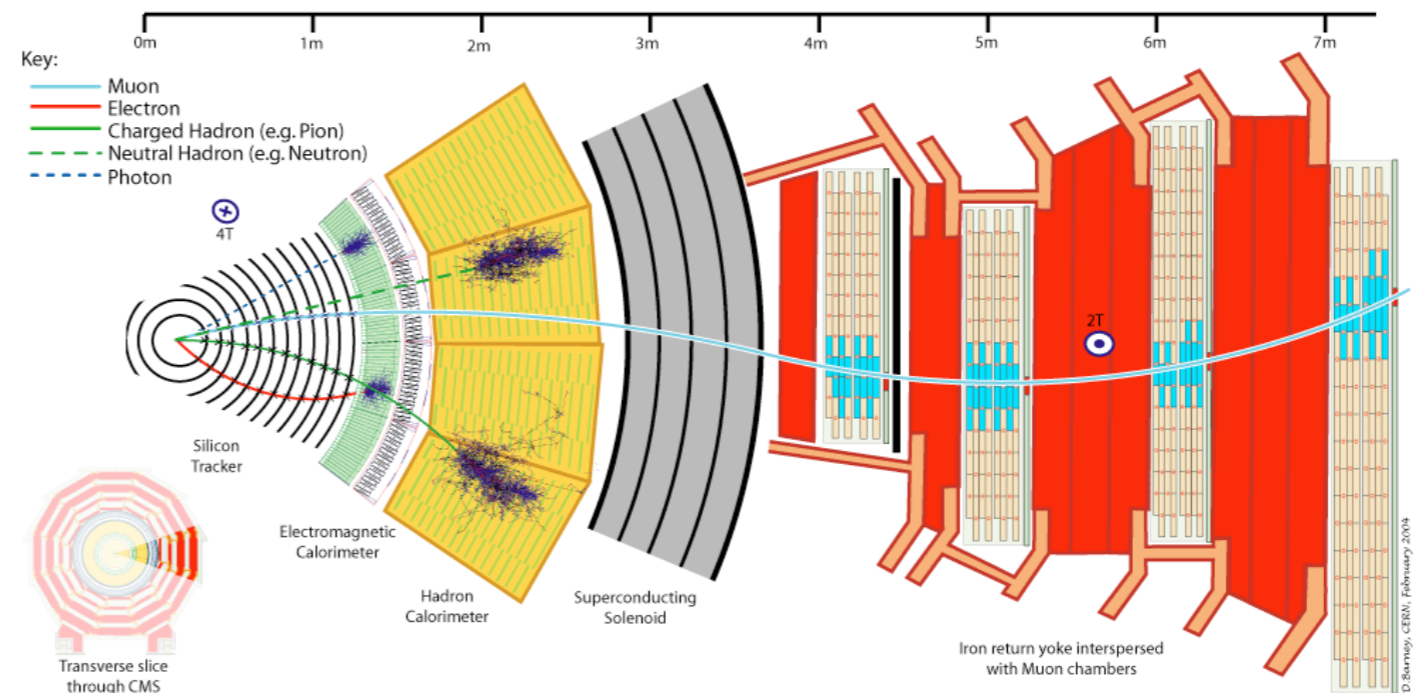 0m 1m 2m 3m 4m 5m 6m 7m
Key:
Muon
Electron
Charged Hadron (e.g. Pion)
Neutral Hadron (e.g. Neutron)
Photon
4T
2T
Silicon
Tracker
Electromagnetic
Calorimeter
Hadron
Calorimeter
Superconducting
Solenoid
Iron return yoke interspersed
with Muon chambers
Transverse slice
through CMS
D.Barney, CERN, February 2004